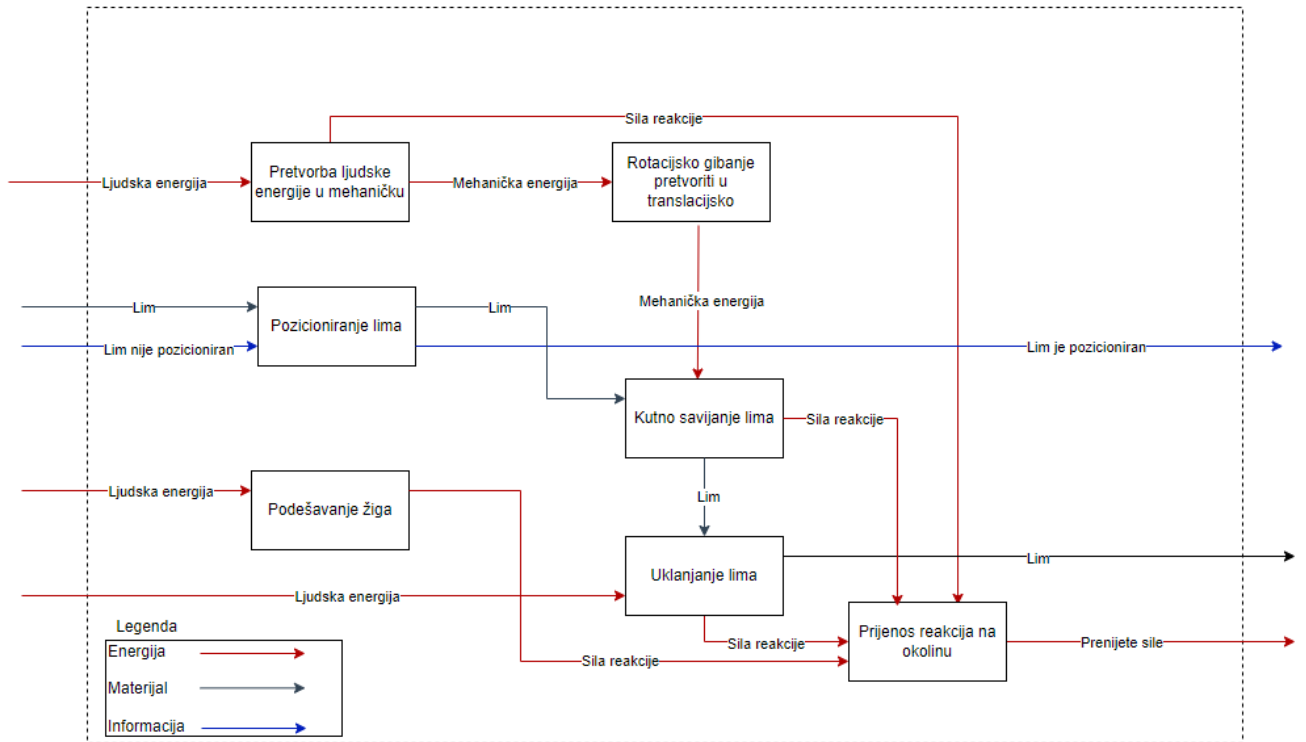 Sila reakcije
Ljudska energija
Pretvorba ljudske
energije u mehaničku
Mehanička energija
Rotacijsko gibanje
pretvoriti u
translacijsko
Mehanička energija
Lim
Pozicioniranje lima
Lim
Lim nije pozicioniran
Lim je pozicioniran
Kutno savijanje lima
Sila reakcije
Ljudska energija
Podešavanje žiga
Lim
Uklanjanje lima
Lim
Ljudska energija
Sila reakcije
Sila reakcije
Prijenos reakcija na
okolinu
Prenijete sile
Legenda
Energija
Materijal
Informacija